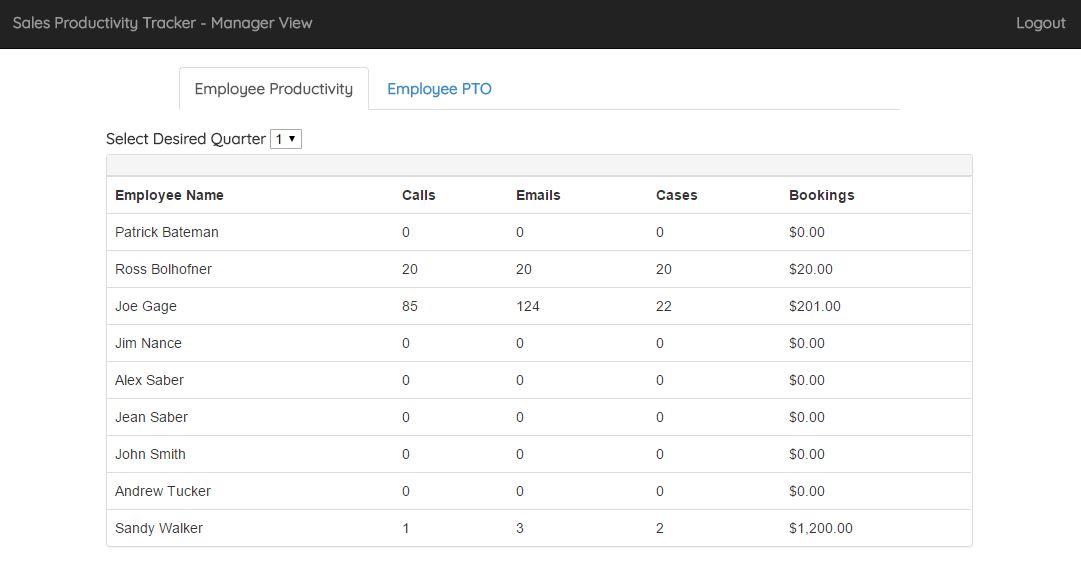 Sales Productivity Tracker - Manager View Logout
Employee Productivity Employee PTO
Select Desired Quarter 1
Employee Name Calls Emails Cases Bookings
Patrick Bateman 0 0 0 $0.00
Ross Bolhofner 20 20 20 $20.00
Joe Gage 85 124 22 $201.00
Jim Nance 0 0 0 $0.00
Alex Saber 0 0 0 $0.00
Jean Saber 0 0 0 $0.00
John Smith 0 0 0 $0.00
Andrew Tucker 0 0 0 $0.00
Sandy Walker 1 3 2 $1,200.00